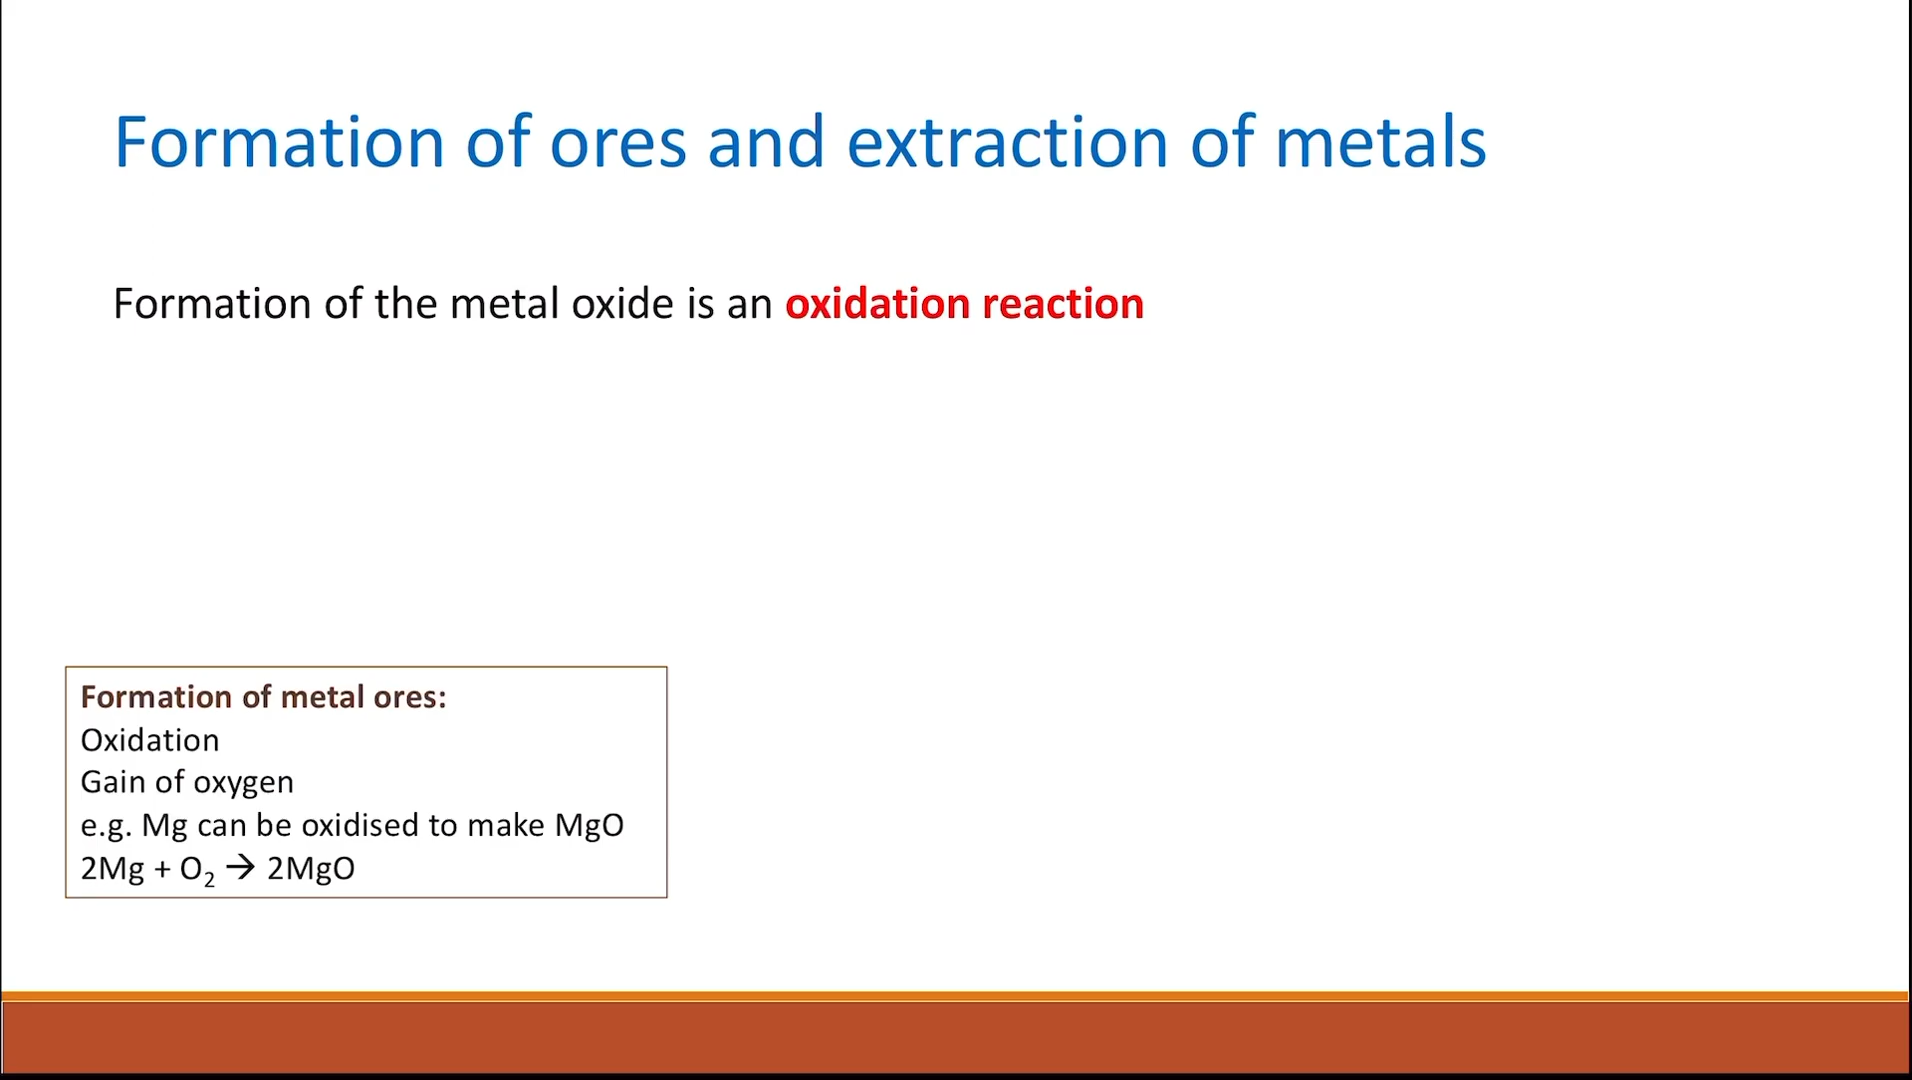 Formation of ores and extraction of metals
Formation of the metal oxide is an oxidation reaction
Formation of metal ores:
Oxidation
Gain of oxygen
e.g. Mg can be oxidised to make MgO
2Mg + O₂ → 2MgO